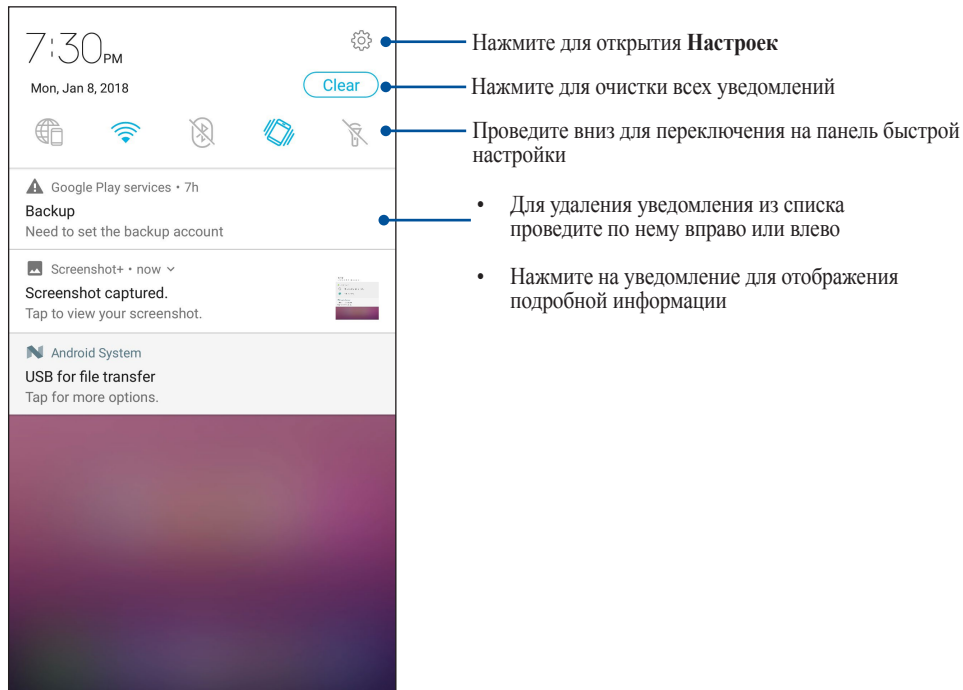 7:30PM
Mon, Jan 8, 2018
Clear
Google Play services • 7h
Backup
Need to set the backup account
Screenshot+ • now
Screenshot captured.
Tap to view your screenshot.
Android System
USB for file transfer
Tap for more options.
Нажмите для открытия Настроек
Нажмите для очистки всех уведомлений
Проведите вниз для переключения на панель быстрой
настройки
• Для удаления уведомления из списка
проведите по нему вправо или влево
• Нажмите на уведомление для отображения
подробной информации